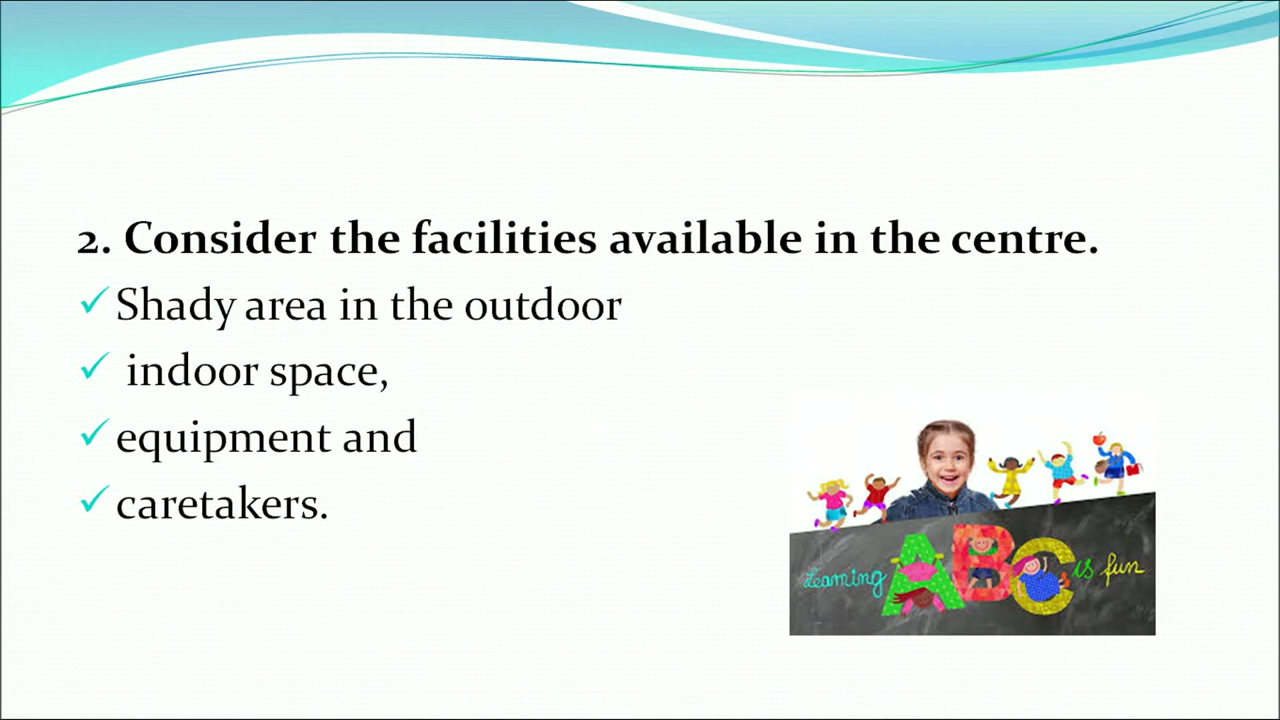 2. Consider the facilities available in the centre.
✓ Shady area in the outdoor
✓ indoor space,
✓ equipment and
✓ caretakers.
Learning ABC is fun